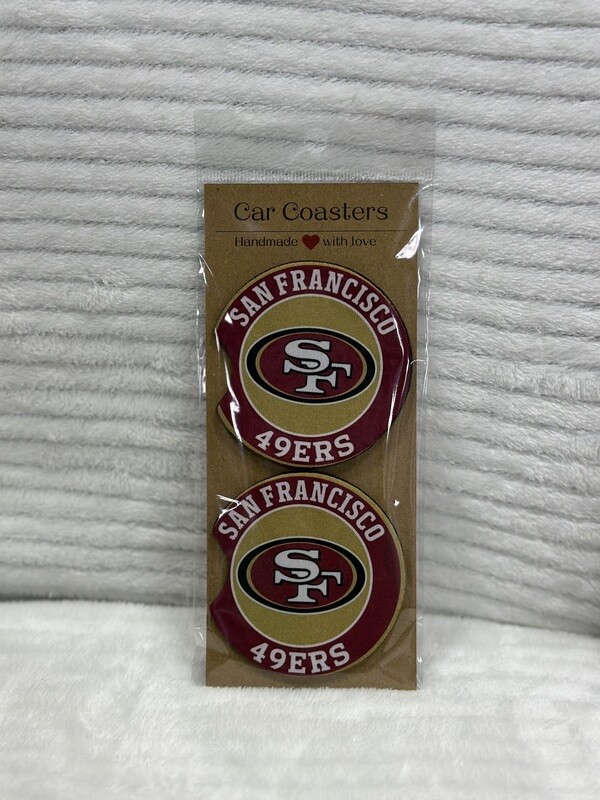 Car Coasters
Handmade with love
SAN FRANCISCO
SF
49ERS
SAN FRANCISCO
SF
49ERS